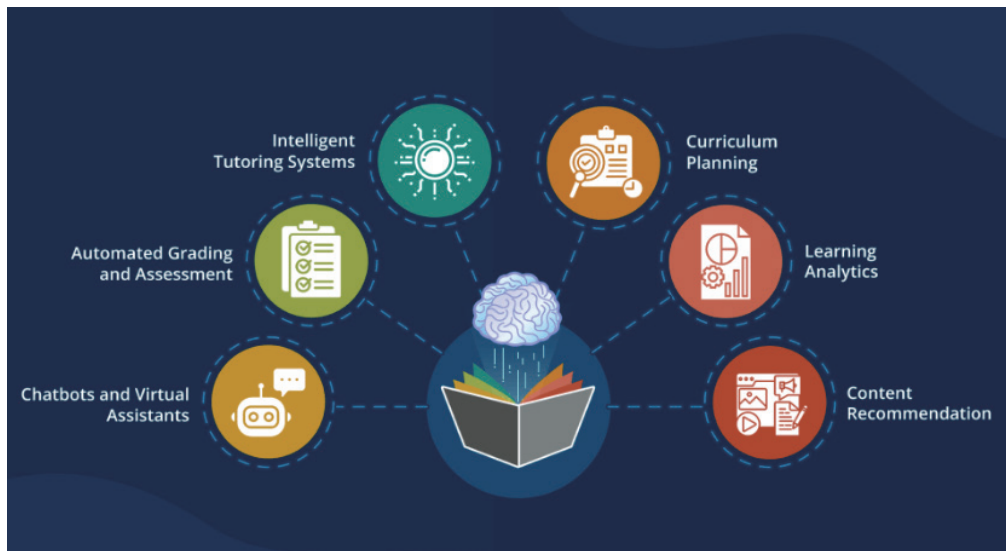 Intelligent
Tutoring Systems
Curriculum
Planning
Automated Grading
and Assessment
Learning
Analytics
Chatbots and Virtual
Assistants
Content
Recommendation